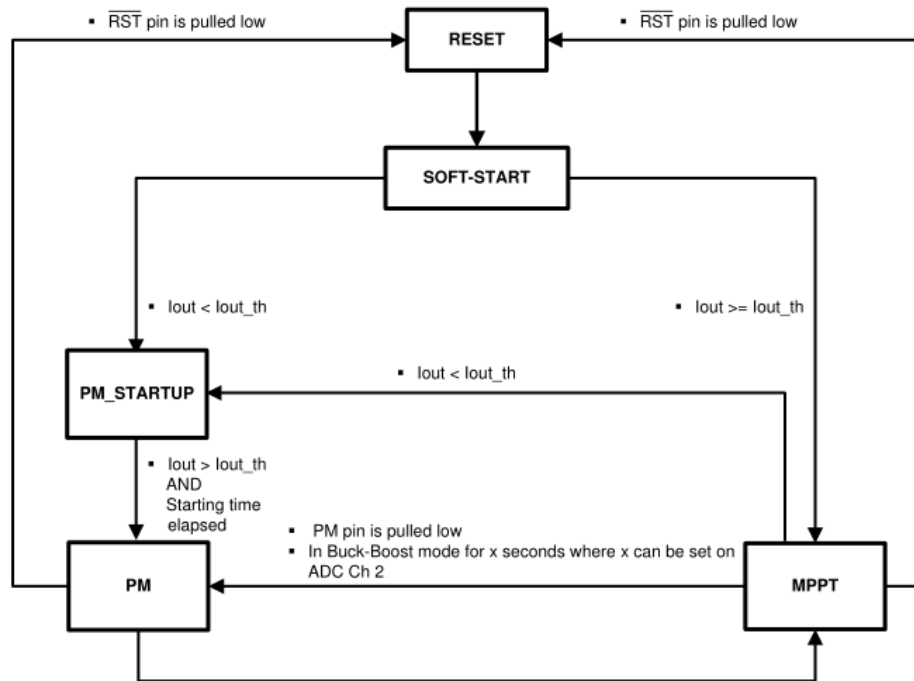 ▪ R̅S̅T̅ pin is pulled low
▪ R̅S̅T̅ pin is pulled low
RESET
SOFT-START
▪ Iout < Iout_th
▪ Iout >= Iout_th
▪ Iout < Iout_th
PM_STARTUP
▪ Iout > Iout_th
AND
Starting time
elapsed
▪ PM pin is pulled low
▪ In Buck-Boost mode for x seconds where x can be set on
ADC Ch 2
PM
MPPT